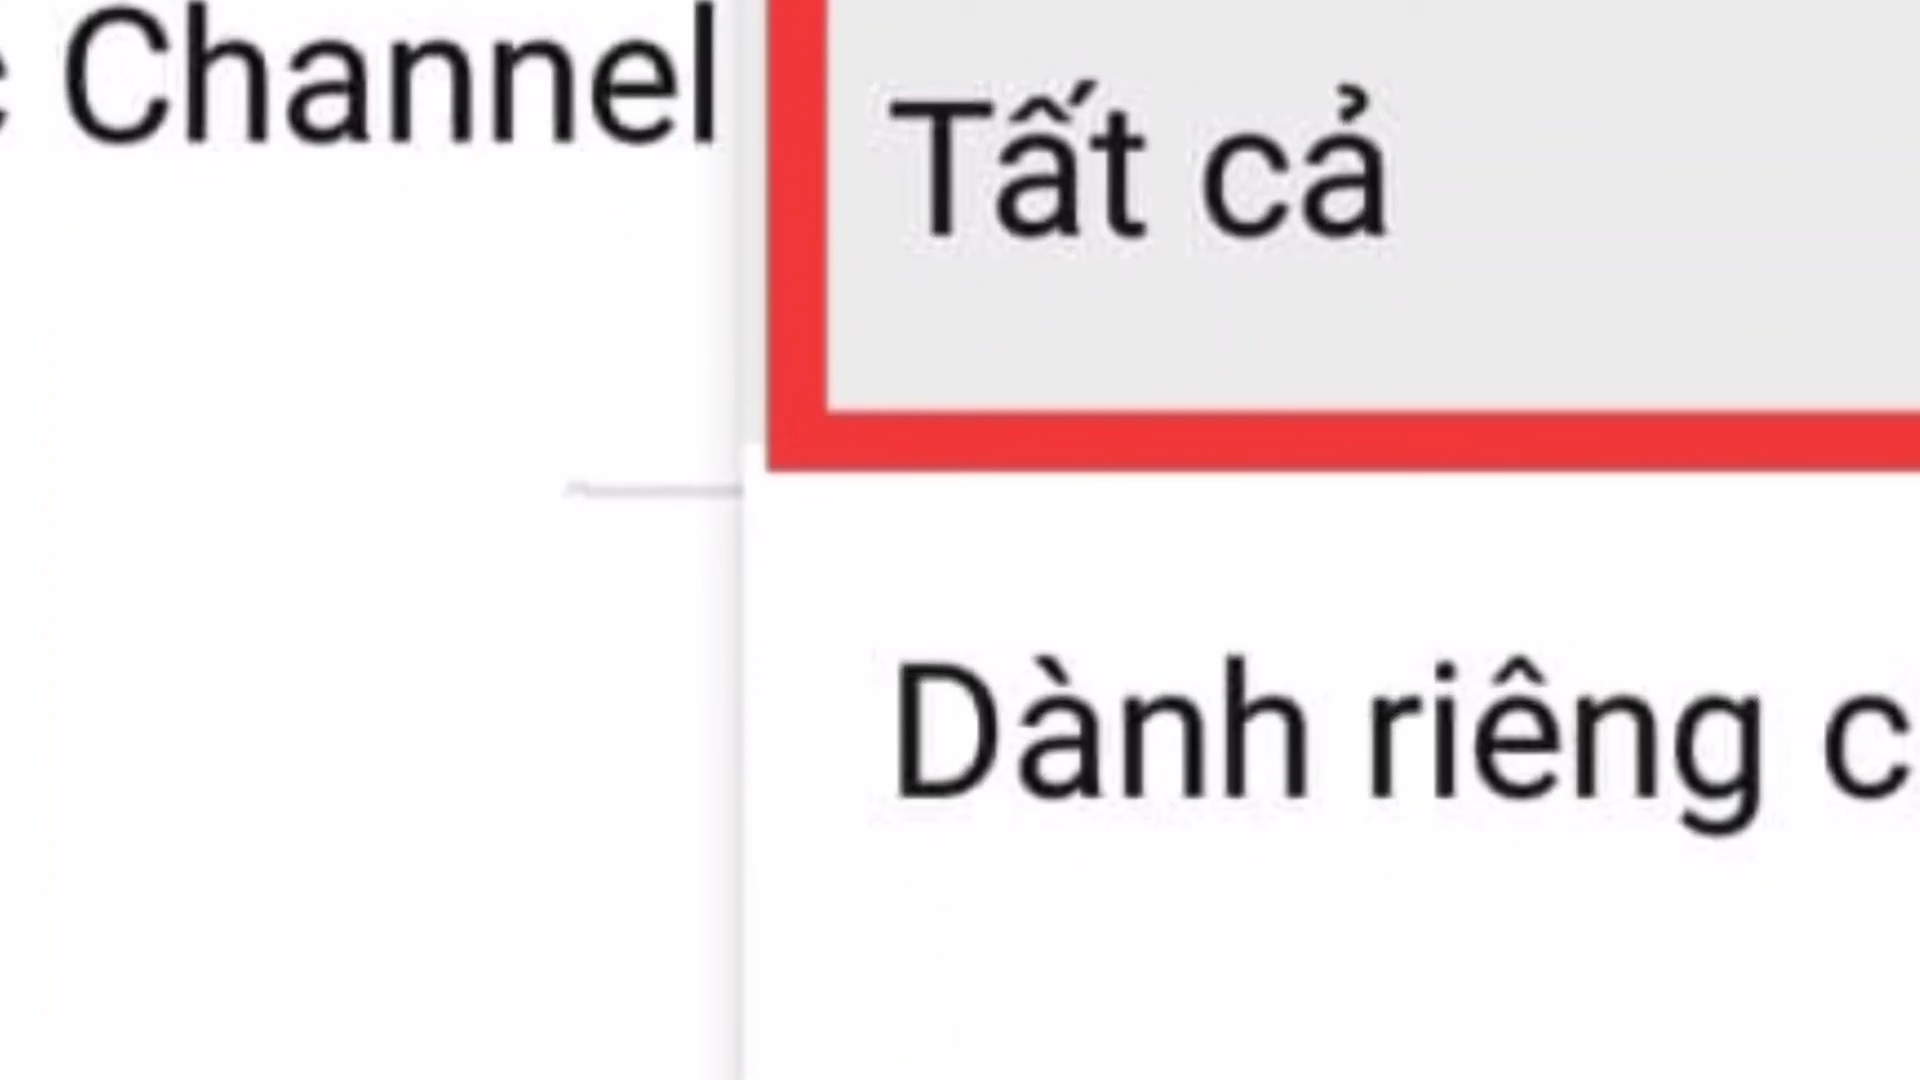 Channel
Tất cả
Dành riêng